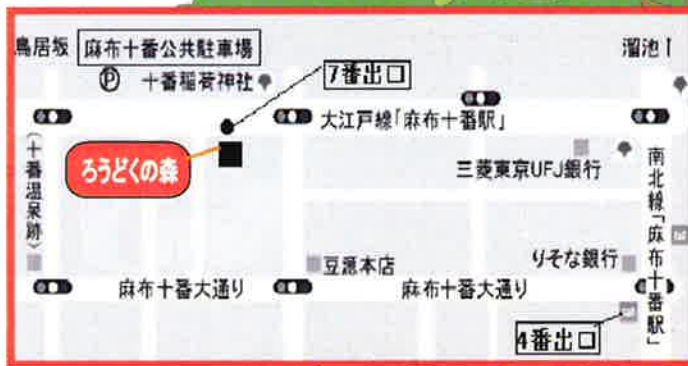 鳥居坂
麻布十番公共駐車場
溜池
Ⓟ 十番稲荷神社
7番出口
大江戸線「麻布十番駅」
ろうどくの森
三菱東京UFJ銀行
(十番温泉跡)
南北線「麻布十番駅」
豆源本店
りそな銀行
麻布十番大通り
麻布十番大通り
4番出口